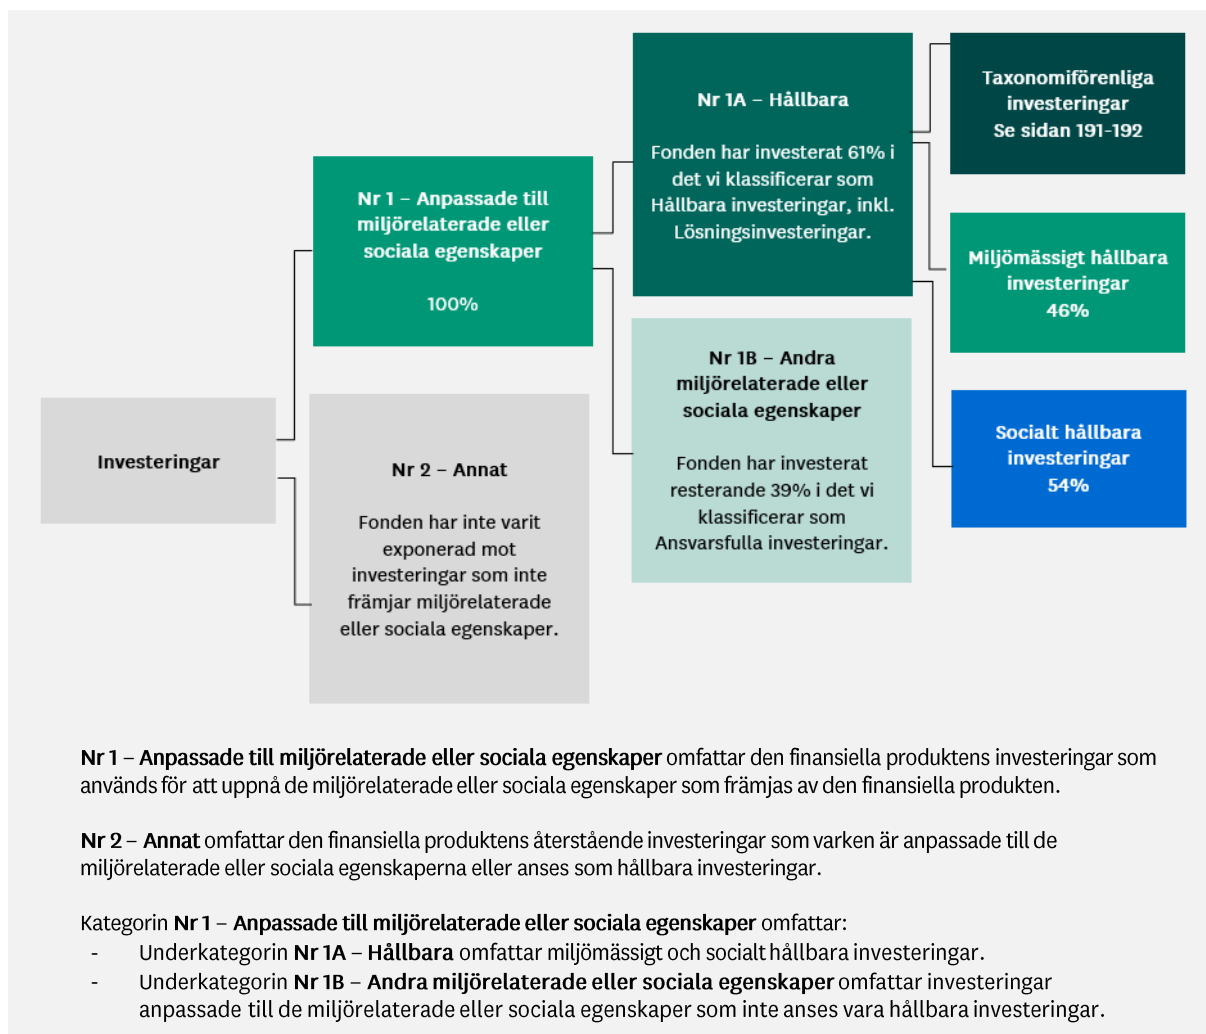 Investeringar
Nr 1 – Anpassade till
miljörelaterade eller
sociala egenskaper
100%
Nr 2 – Annat
Fonden har inte varit
exponerad mot
investeringar som inte
främjar miljörelaterade
eller sociala egenskaper.
Nr 1A – Hållbara
Fonden har investerat 61% i
det vi klassificerar som
Hållbara investeringar, inkl.
Lösningsinvesteringar.
Nr 1B – Andra
miljörelaterade eller
sociala egenskaper
Fonden har investerat
resterande 39% i det vi
klassificerar som
Ansvarsfulla investeringar.
Taxonomiförenliga
investeringar
Se sidan 191-192
Miljömässigt hållbara
investeringar
46%
Socialt hållbara
investeringar
54%
Nr 1 – Anpassade till miljörelaterade eller sociala egenskaper omfattar den finansiella produktens investeringar som
används för att uppnå de miljörelaterade eller sociala egenskaper som främjas av den finansiella produkten.
Nr 2 – Annat omfattar den finansiella produktens återstående investeringar som varken är anpassade till de
miljörelaterade eller sociala egenskaperna eller anses som hållbara investeringar.
Kategorin Nr 1 – Anpassade till miljörelaterade eller sociala egenskaper omfattar:
- Underkategorin Nr 1A – Hållbara omfattar miljömässigt och socialt hållbara investeringar.
- Underkategorin Nr 1B – Andra miljörelaterade eller sociala egenskaper omfattar investeringar
anpassade till de miljörelaterade eller sociala egenskaper som inte anses vara hållbara investeringar.